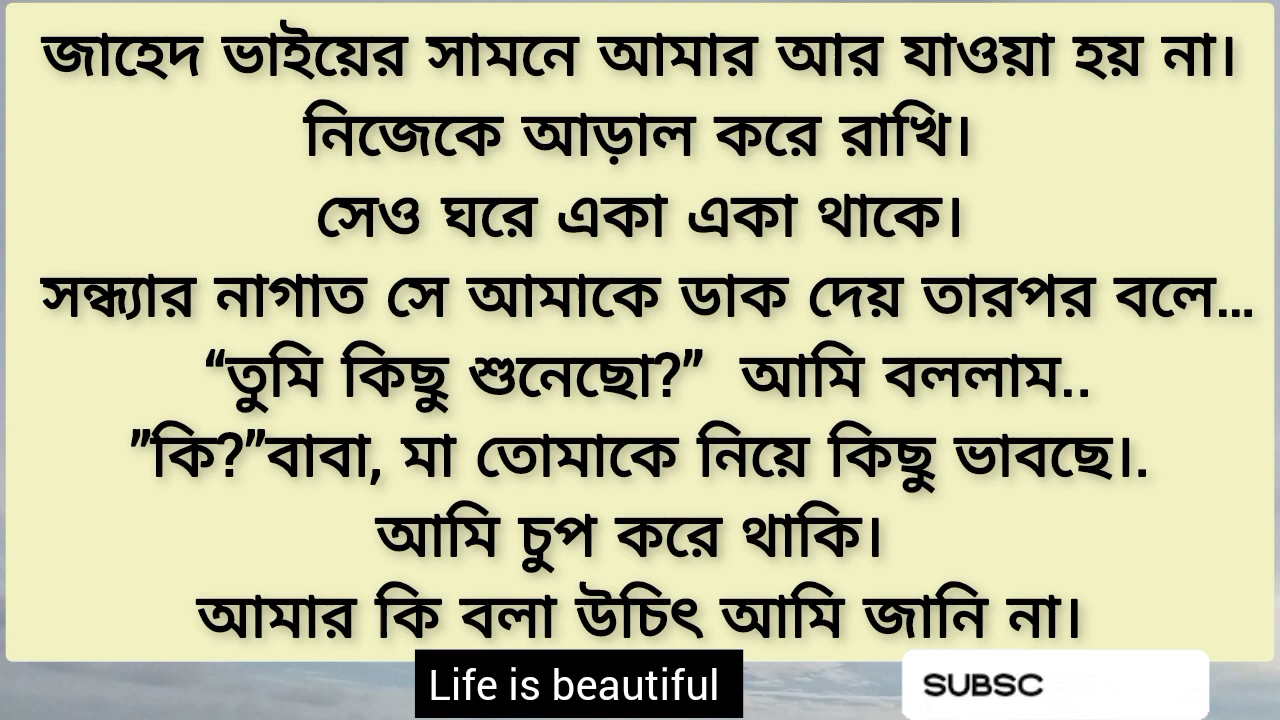 জাহেদ ভাইয়ের সামনে আমার আর যাওয়া হয় না।
নিজেকে আড়াল করে রাখি।
সেও ঘরে একা একা থাকে।
সন্ধ্যার নাগাত সে আমাকে ডাক দেয় তারপর বলে...
“তুমি কিছু শুনেছো?” আমি বললাম..
”কি?”বাবা, মা তোমাকে নিয়ে কিছু ভাবছে।.
আমি চুপ করে থাকি।
আমার কি বলা উচিৎ আমি জানি না।
Life is beautiful
SUBSC